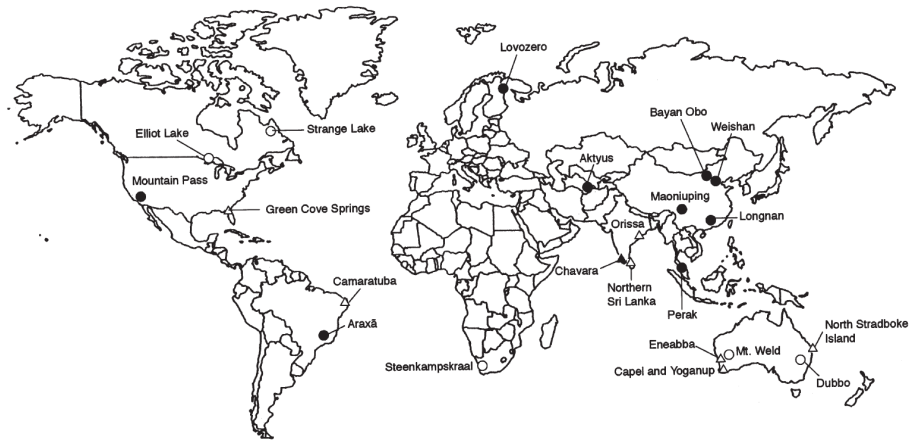 Lovozero
Bayan Obo
Weishan
Strange Lake
Elliot Lake
Aktyus
Mountain Pass
Maoniuping
Green Cove Springs
Longnan
Orissa
Chavara
Camaratuba
Northern
Sri Lanka
Perak
Araxã
North Stradboke
Island
Eneabba
Mt. Weld
Steenkampskraal
Capel and Yoganup
Dubbo